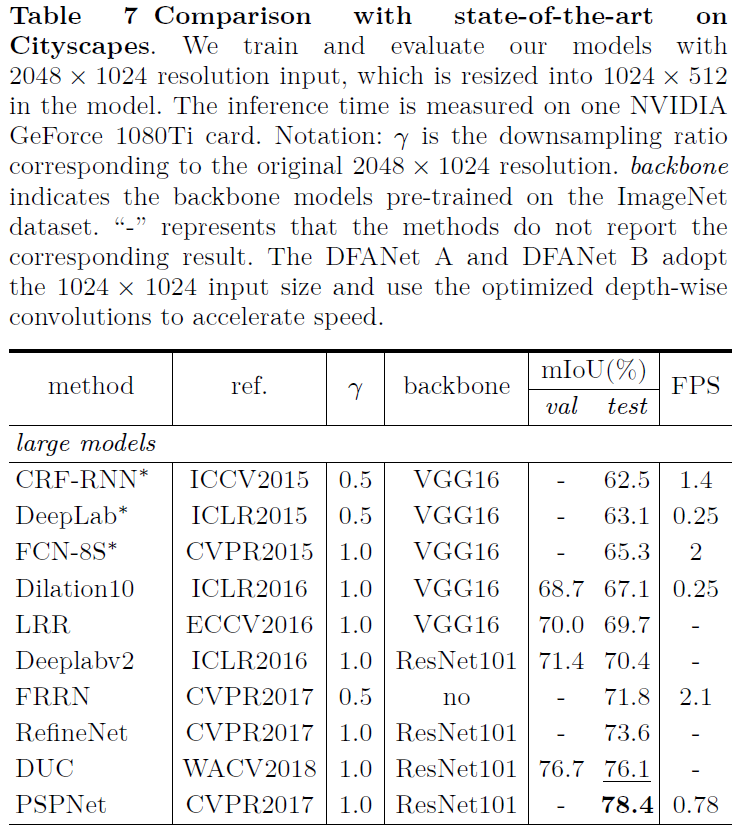 Table 7 Comparison with state-of-the-art on
Cityscapes. We train and evaluate our models with
2048 × 1024 resolution input, which is resized into 1024 × 512
in the model. The inference time is measured on one NVIDIA
GeForce 1080Ti card. Notation: γ is the downsampling ratio
corresponding to the original 2048 × 1024 resolution. backbone
indicates the backbone models pre-trained on the ImageNet
dataset. “-” represents that the methods do not report the
corresponding result. The DFANet A and DFANet B adopt
the 1024 × 1024 input size and use the optimized depth-wise
convolutions to accelerate speed.
method ref. γ backbone mIoU(%) FPS
val test
large models
CRF-RNN* ICCV2015 0.5 VGG16 - 62.5 1.4
DeepLab* ICLR2015 0.5 VGG16 - 63.1 0.25
FCN-8S* CVPR2015 1.0 VGG16 - 65.3 2
Dilation10 ICLR2016 1.0 VGG16 68.7 67.1 0.25
LRR ECCV2016 1.0 VGG16 70.0 69.7 -
Deeplabv2 ICLR2016 1.0 ResNet101 71.4 70.4 -
FRRN CVPR2017 0.5 no - 71.8 2.1
RefineNet CVPR2017 1.0 ResNet101 - 73.6 -
DUC WACV2018 1.0 ResNet101 76.7 76.1 -
PSPNet CVPR2017 1.0 ResNet101 - 78.4 0.78